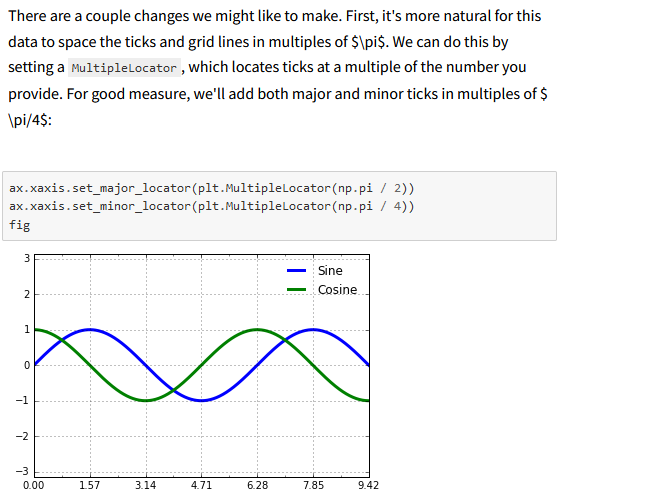 There are a couple changes we might like to make. First, it's more natural for this
data to space the ticks and grid lines in multiples of $\pi$. We can do this by
setting a MultipleLocator , which locates ticks at a multiple of the number you
provide. For good measure, we'll add both major and minor ticks in multiples of $
\pi/4$:
ax.xaxis.set_major_locator(plt.MultipleLocator(np.pi / 2))
ax.xaxis.set_minor_locator(plt.MultipleLocator(np.pi / 4))
fig
3
Sine
Cosine
2
1
0
−1
−2
−3
0.00 1.57 3.14 4.71 6.28 7.85 9.42